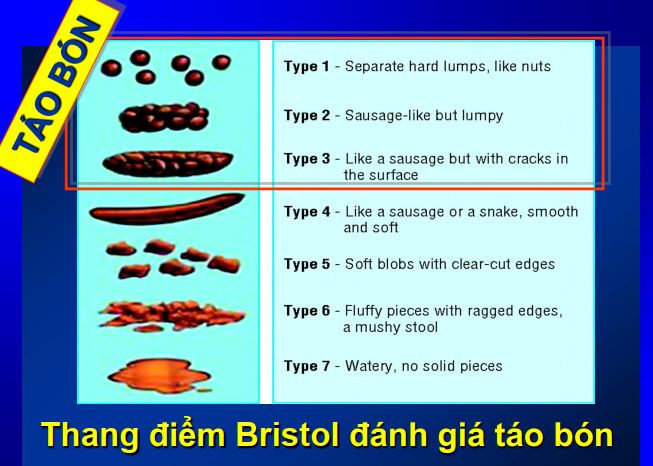 TÁO BÓN
Type 1 - Separate hard lumps, like nuts
Type 2 - Sausage-like but lumpy
Type 3 - Like a sausage but with cracks in
the surface
Type 4 - Like a sausage or a snake, smooth
and soft
Type 5 - Soft blobs with clear-cut edges
Type 6 - Fluffy pieces with ragged edges,
a mushy stool
Type 7 - Watery, no solid pieces
Thang điểm Bristol đánh giá táo bón